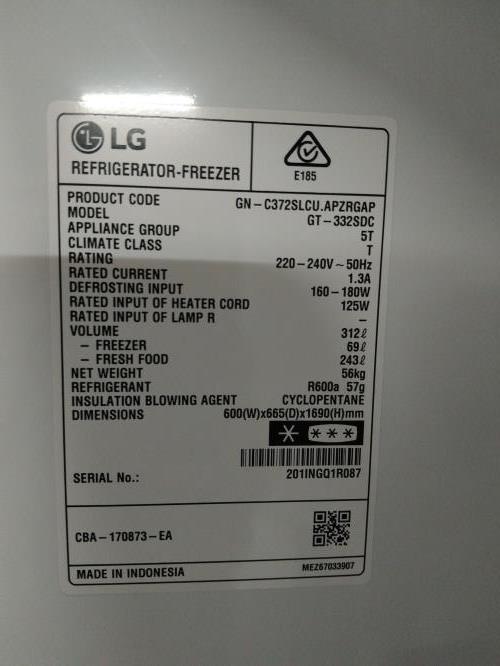 LG
REFRIGERATOR-FREEZER
E185
PRODUCT CODE GN-C372SLCU.APZRGAP
MODEL GT-332SDC
APPLIANCE GROUP 5T
CLIMATE CLASS T
RATING 220-240V~50Hz
RATED CURRENT 1.3A
DEFROSTING INPUT 160-180W
RATED INPUT OF HEATER CORD 125W
RATED INPUT OF LAMP R –
VOLUME 312ℓ
– FREEZER 69ℓ
– FRESH FOOD 243ℓ
NET WEIGHT 56kg
REFRIGERANT R600a 57g
INSULATION BLOWING AGENT CYCLOPENTANE
DIMENSIONS 600(W)x665(D)x1690(H)mm
SERIAL No.: 201INGQ1R087
CBA-170873-EA
MADE IN INDONESIA MEZ67033907